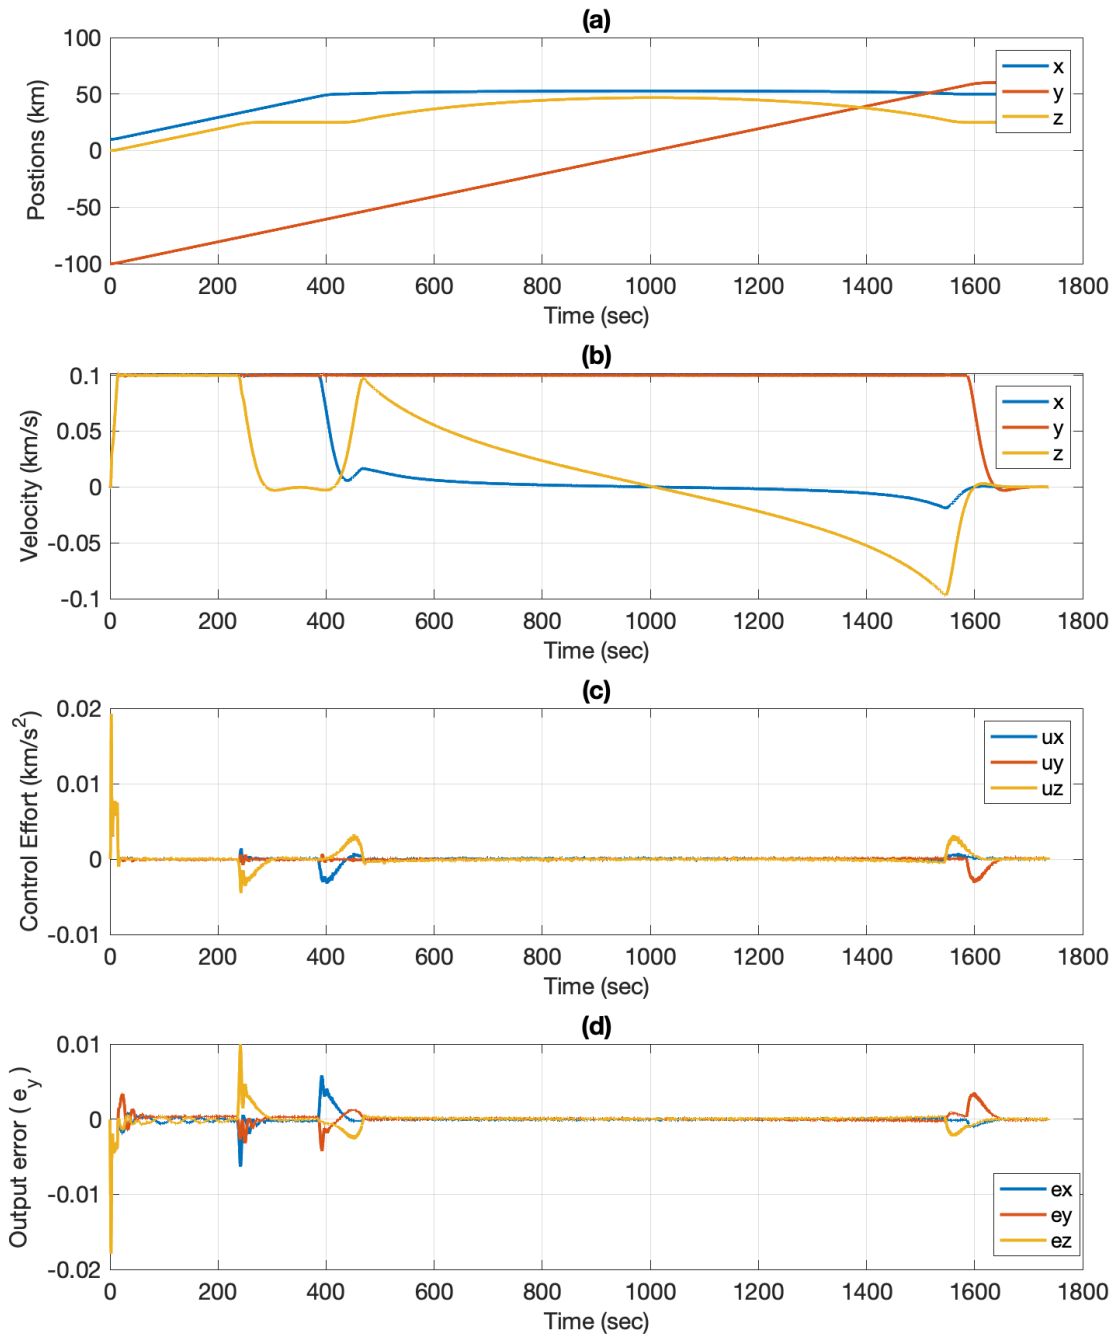 (a)
100
50
0
-50
-100
Postions (km)
x
y
z
0 200 400 600 800 1000 1200 1400 1600 1800
Time (sec)
(b)
0.1
0.05
0
-0.05
-0.1
Velocity (km/s)
x
y
z
0 200 400 600 800 1000 1200 1400 1600 1800
Time (sec)
(c)
0.02
0.01
0
-0.01
Control Effort (km/s²)
ux
uy
uz
0 200 400 600 800 1000 1200 1400 1600 1800
Time (sec)
(d)
0.01
0
-0.01
-0.02
Output error ( e_y )
ex
ey
ez
0 200 400 600 800 1000 1200 1400 1600 1800
Time (sec)